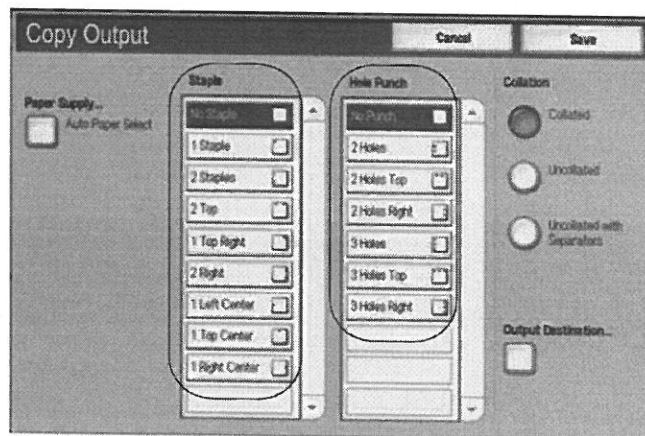 Copy Output
Cancel
Save
Paper Supply...
Auto Paper Select
Staple
No Staple
1 Staple
2 Staples
2 Top
1 Top Right
2 Right
1 Left Center
1 Top Center
1 Right Center
Hole Punch
No Punch
2 Holes
2 Holes Top
2 Holes Right
3 Holes
3 Holes Top
3 Holes Right
Collation
Collated
Uncollated
Uncollated with
Separators
Output Destination...